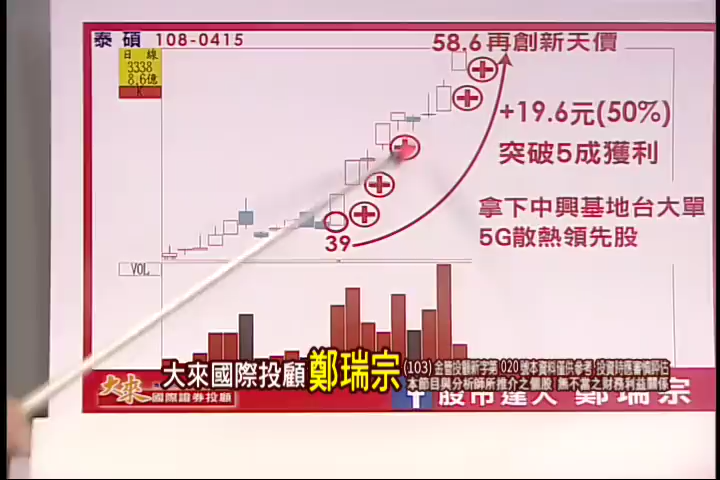 泰碩 108-0415
58.6再創新天價
日線
3338
8.6億
K
+19.6元(50%)
突破5成獲利
拿下中興基地台大單
5G散熱領先股
39
VOL
大來國際投顧 鄭瑞宗
(103)金管投顧新字第 020號本資料僅供參考 投資時應審慎評估
本節目與分析師所推介之個股 無不當之財務利益關係
大來 國際證券投顧
股市達人 鄭瑞宗